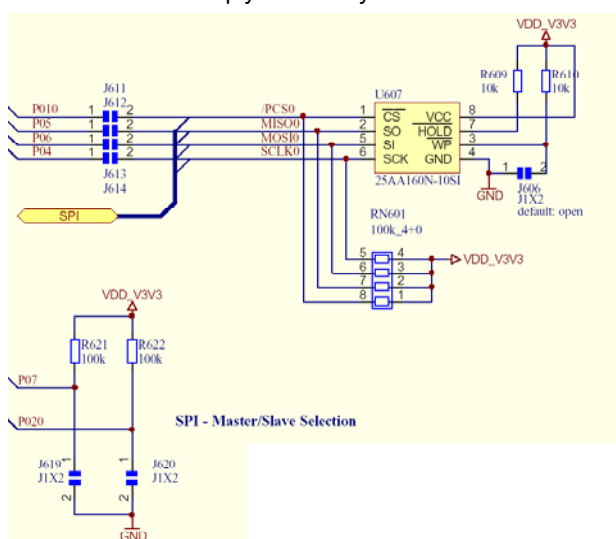 VDD_V3V3
J611
J612
U607
R609
10k
R610
10k
P010 1 2 /PCS0 1 CS VCC 8
P05 1 2 MISO0 2 SO HOLD 7
P06 1 2 MOSI0 5 SI WP 3
P04 1 2 SCLK0 6 SCK GND 4
J613
J614
25AA160N-10SI
1 2
GND
J606
J1X2
default: open
SPI
RN601
100k_4+0
5 4
6 3
7 2
8 1
VDD_V3V3
VDD_V3V3
R621
100k
R622
100k
P07
P020
SPI - Master/Slave Selection
J619
J1X2
1
2
J620
J1X2
1
2
GND